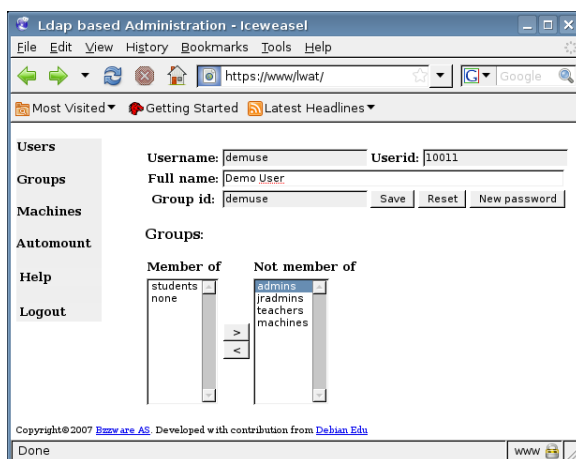 Ldap based Administration - Iceweasel
File Edit View History Bookmarks Tools Help
https://www/lwat/
G Google
Most Visited Getting Started Latest Headlines
Users
Groups
Machines
Automount
Help
Logout
Username: demuse Userid: 10011
Full name: Demo User
Group id: demuse Save Reset New password
Groups:
Member of Not member of
students
none
>
<
admins
jradmins
teachers
machines
Copyright©2007 Bzzware AS. Developed with contribution from Debian Edu
Done www